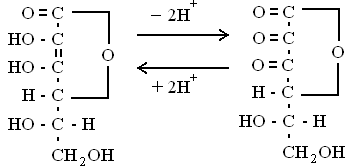 O = C
HO - C
HO - C
H - C
HO - C - H
CH₂OH
O
− 2H⁺
+ 2H⁺
O = C
O = C
O = C
H - C
HO - C - H
CH₂OH
O